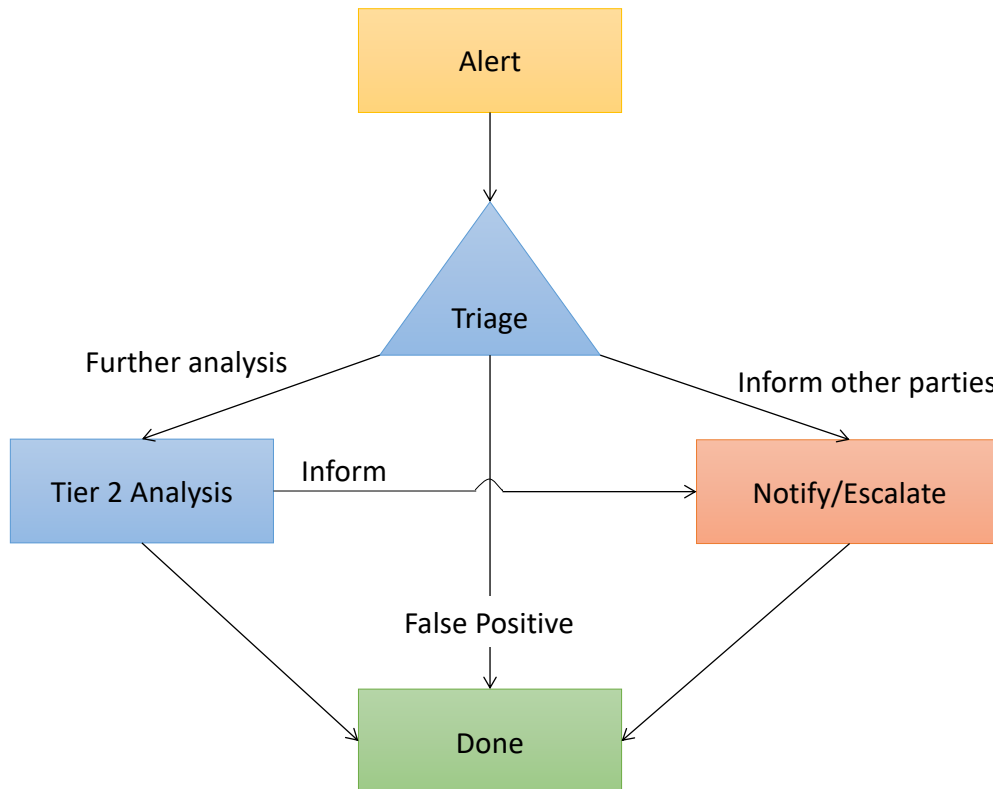 Alert
Triage
Further analysis
Inform other parties
Tier 2 Analysis
Inform
Notify/Escalate
False Positive
Done